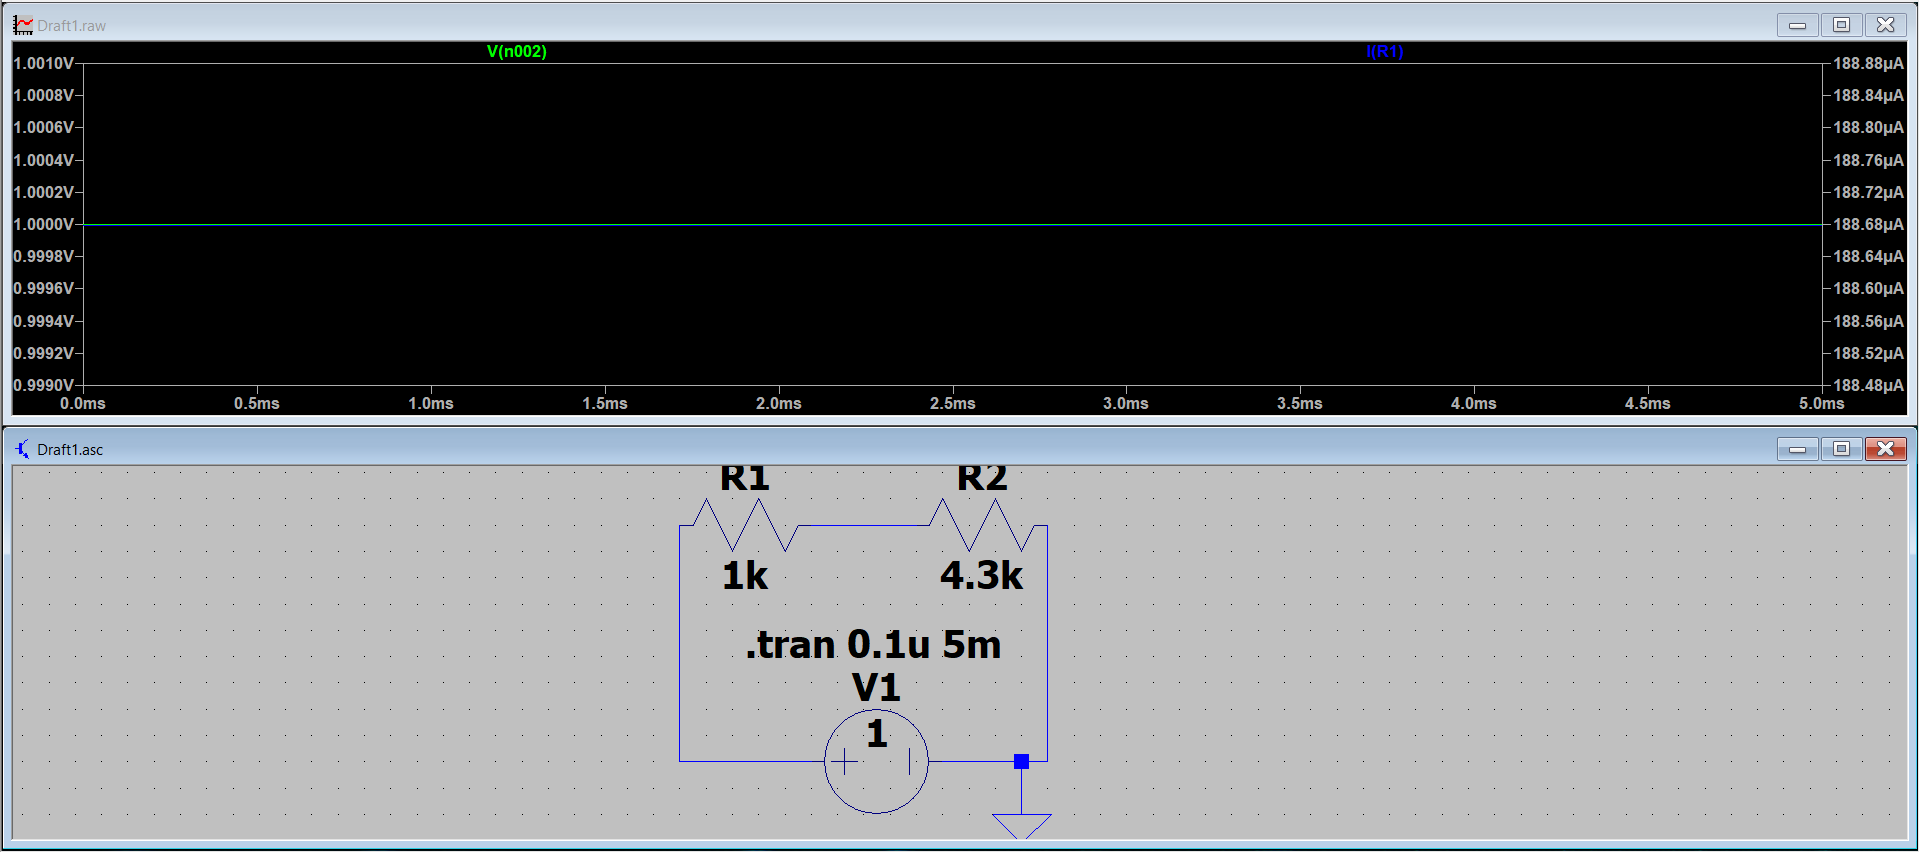 Draft1.raw
V(n002) I(R1)
1.0010V 188.88µA
1.0008V 188.84µA
1.0006V 188.80µA
1.0004V 188.76µA
1.0002V 188.72µA
1.0000V 188.68µA
0.9998V 188.64µA
0.9996V 188.60µA
0.9994V 188.56µA
0.9992V 188.52µA
0.9990V 188.48µA
0.0ms 0.5ms 1.0ms 1.5ms 2.0ms 2.5ms 3.0ms 3.5ms 4.0ms 4.5ms 5.0ms
Draft1.asc
R1 R2
1k 4.3k
.tran 0.1u 5m
V1
1